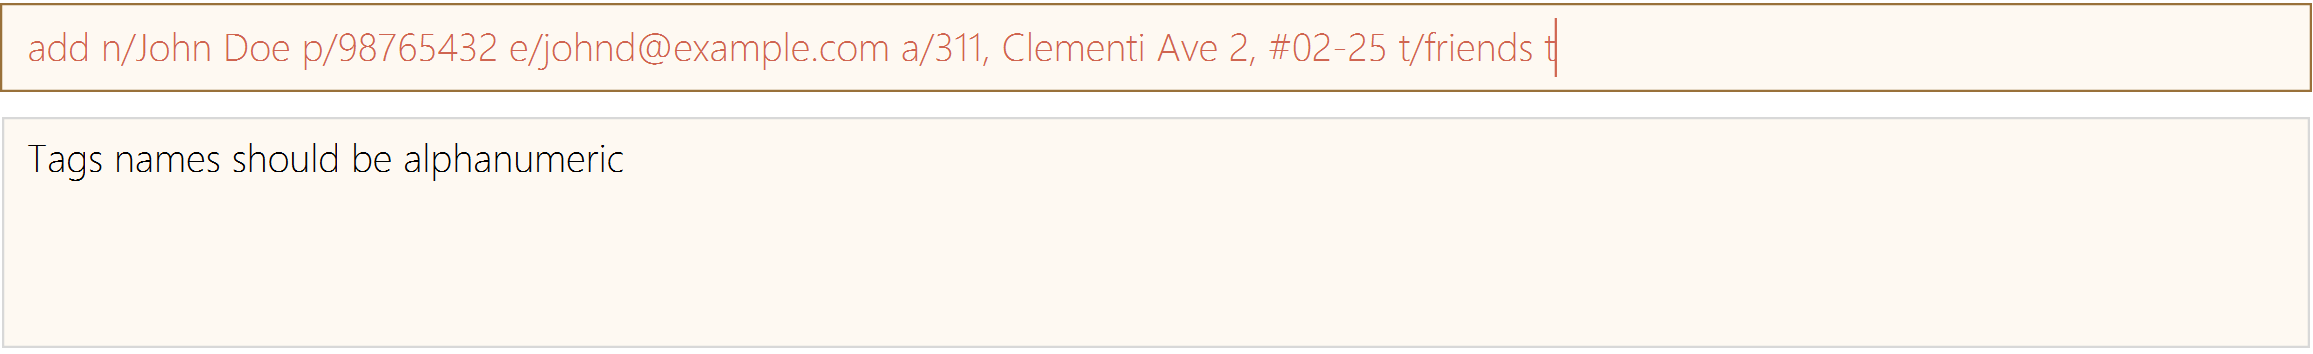 add n/John Doe p/98765432 e/johnd@example.com a/311, Clementi Ave 2, #02-25 t/friends t
Tags names should be alphanumeric